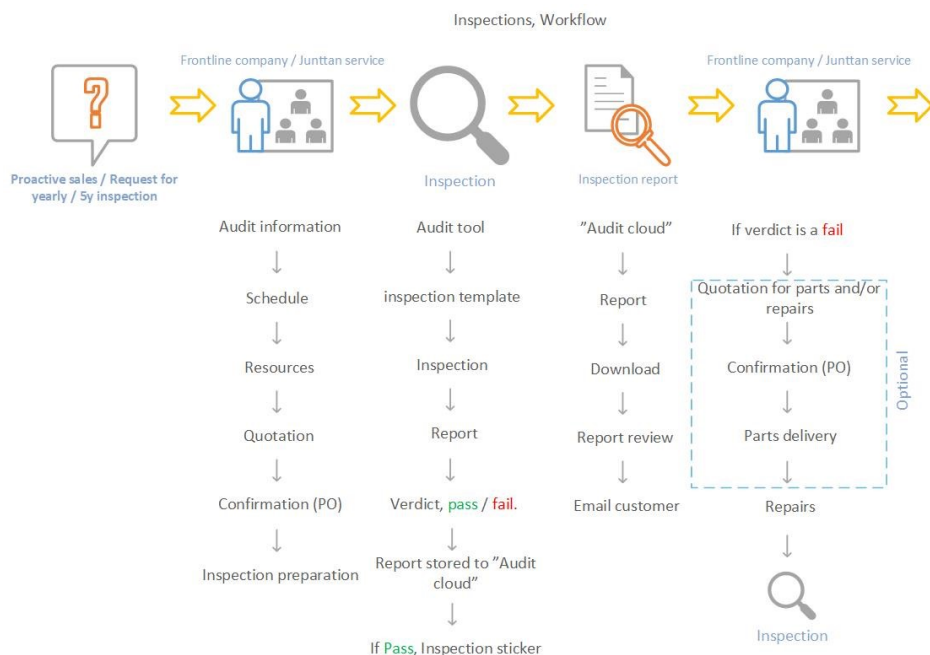 Inspections, Workflow
Frontline company / Junttan service
Frontline company / Junttan service
Proactive sales / Request for
yearly / 5y inspection
Inspection
Inspection report
Audit information
Schedule
Resources
Quotation
Confirmation (PO)
Inspection preparation
Audit tool
inspection template
Inspection
Report
Verdict, pass / fail.
Report stored to ”Audit
cloud”
If Pass, Inspection sticker
”Audit cloud”
Report
Download
Report review
Email customer
If verdict is a fail
Quotation for parts and/or
repairs
Confirmation (PO)
Parts delivery
Optional
Repairs
Inspection